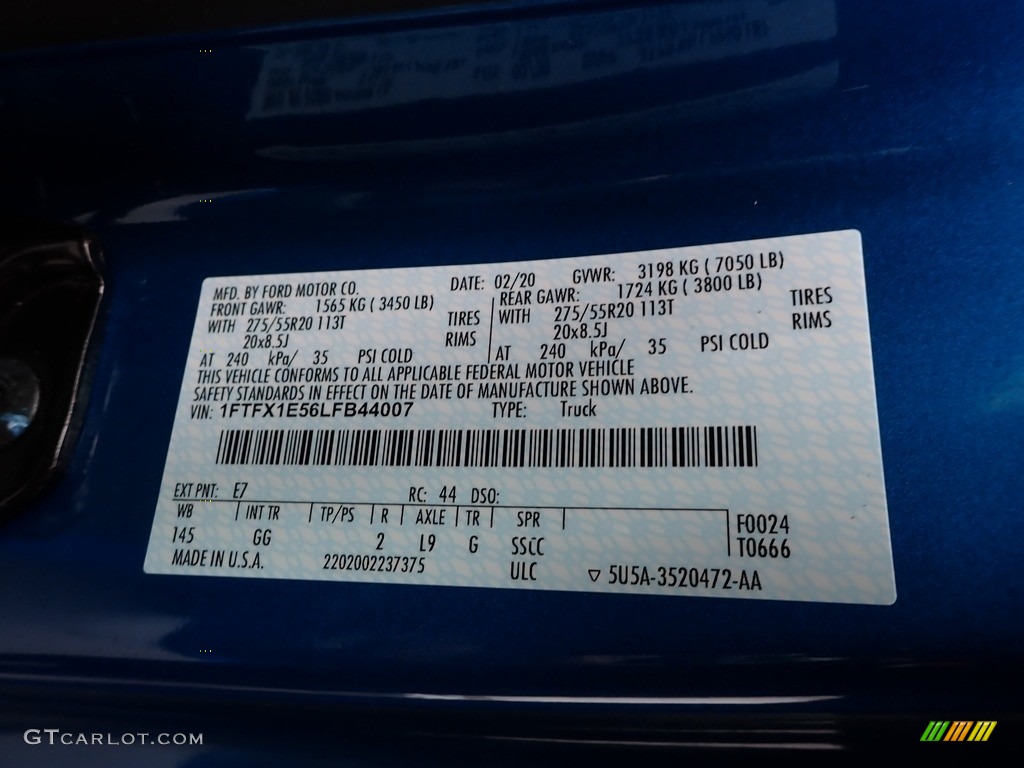 MFD. BY FORD MOTOR CO. DATE: 02/20 GVWR: 3198 KG ( 7050 LB)
FRONT GAWR: 1565 KG ( 3450 LB) REAR GAWR: 1724 KG ( 3800 LB)
WITH 275/55R20 113T TIRES WITH 275/55R20 113T TIRES
20x8.5J RIMS 20x8.5J RIMS
AT 240 kPa/ 35 PSI COLD AT 240 kPa/ 35 PSI COLD
THIS VEHICLE CONFORMS TO ALL APPLICABLE FEDERAL MOTOR VEHICLE
SAFETY STANDARDS IN EFFECT ON THE DATE OF MANUFACTURE SHOWN ABOVE.
VIN: 1FTFX1E56LFB44007 TYPE: Truck
EXT PNT: E7 RC: 44 DSO:
WB INT TR TP/PS R AXLE TR SPR F0024
145 GG 2 L9 G SSCC T0666
MADE IN U.S.A. 2202002237375 ULC ▽ 5U5A-3520472-AA
GTCARLOT.COM